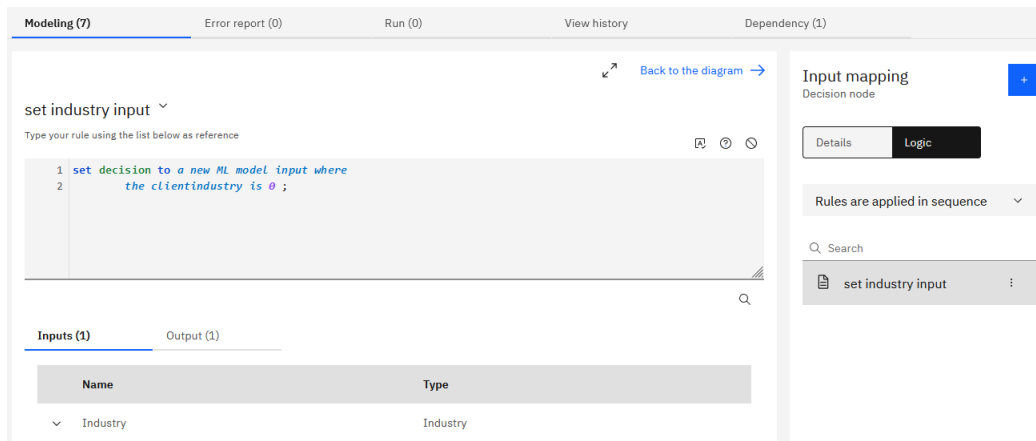 Modeling (7)
Error report (0)
Run (0)
View history
Dependency (1)
Back to the diagram
set industry input
Type your rule using the list below as reference
1 set decision to a new ML model input where
2 the clientindustry is 0 ;
Inputs (1)
Output (1)
Name
Type
Industry
Industry
Input mapping
Decision node
+
Details
Logic
Rules are applied in sequence
Search
set industry input